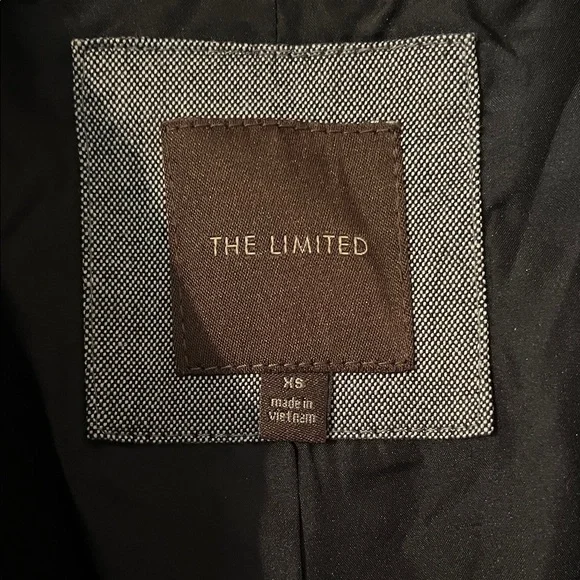 THE LIMITED
XS
made in
vietnam